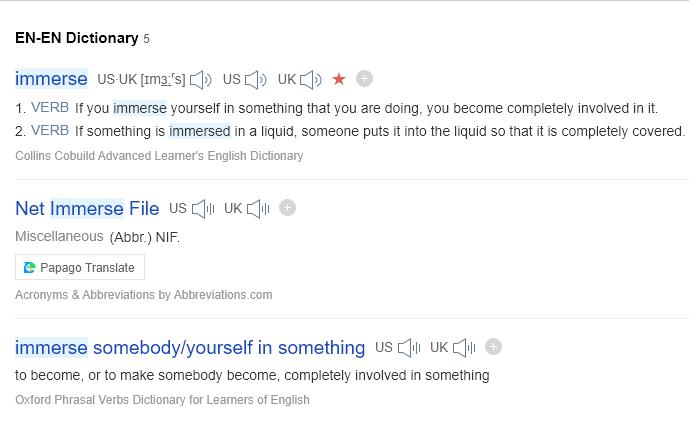 EN-EN Dictionary 5
immerse US·UK [ɪmɜːʳs] US UK
1. VERB If you immerse yourself in something that you are doing, you become completely involved in it.
2. VERB If something is immersed in a liquid, someone puts it into the liquid so that it is completely covered.
Collins Cobuild Advanced Learner's English Dictionary
Net Immerse File US UK
Miscellaneous (Abbr.) NIF.
Papago Translate
Acronyms & Abbreviations by Abbreviations.com
immerse somebody/yourself in something US UK
to become, or to make somebody become, completely involved in something
Oxford Phrasal Verbs Dictionary for Learners of English